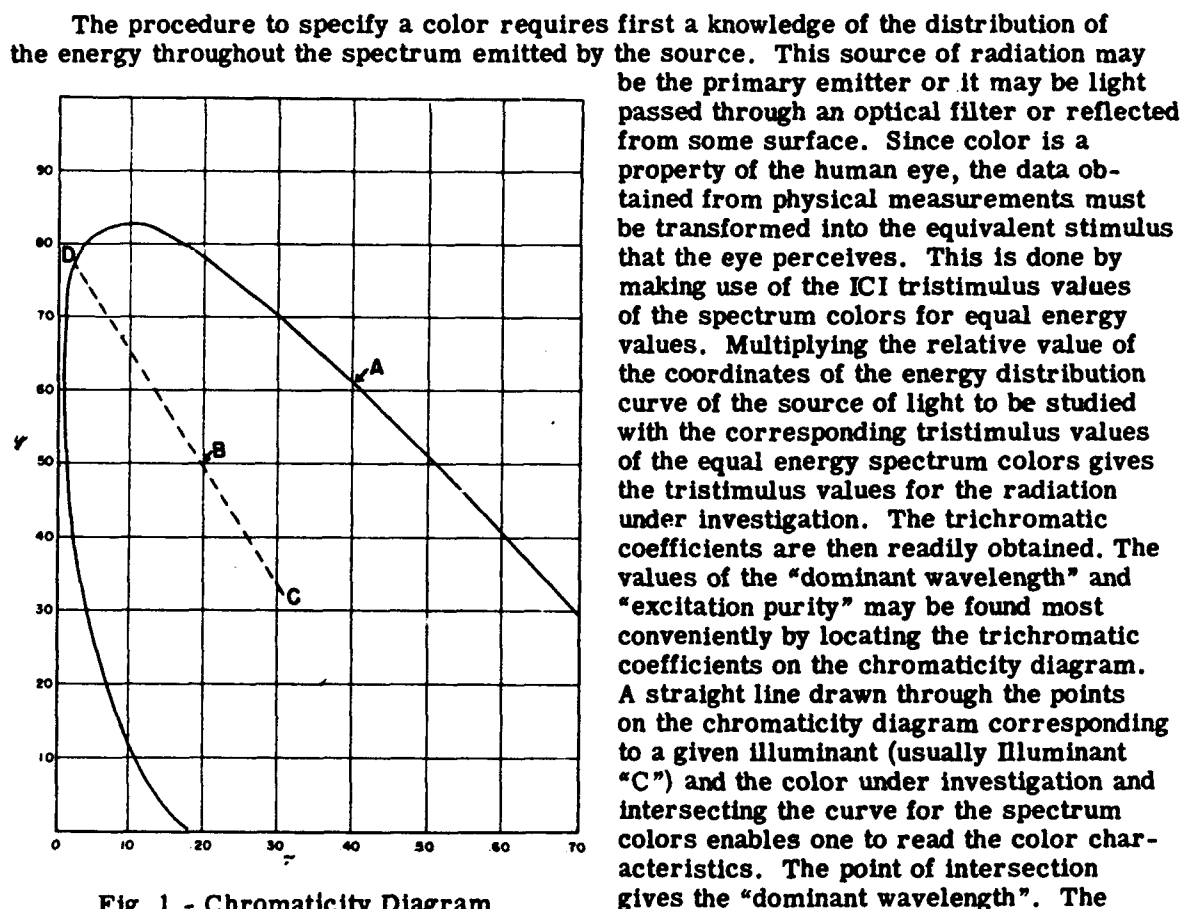 The procedure to specify a color requires first a knowledge of the distribution of
the energy throughout the spectrum emitted by the source. This source of radiation may
be the primary emitter or it may be light
passed through an optical filter or reflected
from some surface. Since color is a
property of the human eye, the data ob-
tained from physical measurements must
be transformed into the equivalent stimulus
that the eye perceives. This is done by
making use of the ICI tristimulus values
of the spectrum colors for equal energy
values. Multiplying the relative value of
the coordinates of the energy distribution
curve of the source of light to be studied
with the corresponding tristimulus values
of the equal energy spectrum colors gives
the tristimulus values for the radiation
under investigation. The trichromatic
coefficients are then readily obtained. The
values of the “dominant wavelength” and
“excitation purity” may be found most
conveniently by locating the trichromatic
coefficients on the chromaticity diagram.
A straight line drawn through the points
on the chromaticity diagram corresponding
to a given illuminant (usually Illuminant
“C”) and the color under investigation and
intersecting the curve for the spectrum
colors enables one to read the color char-
acteristics. The point of intersection
gives the “dominant wavelength”. The
90
80
70
60
50
40
30
20
10
D
A
B
C
0 10 .20 .30 .40 .50 .60 .70
Fig. 1 - Chromaticity Diagram